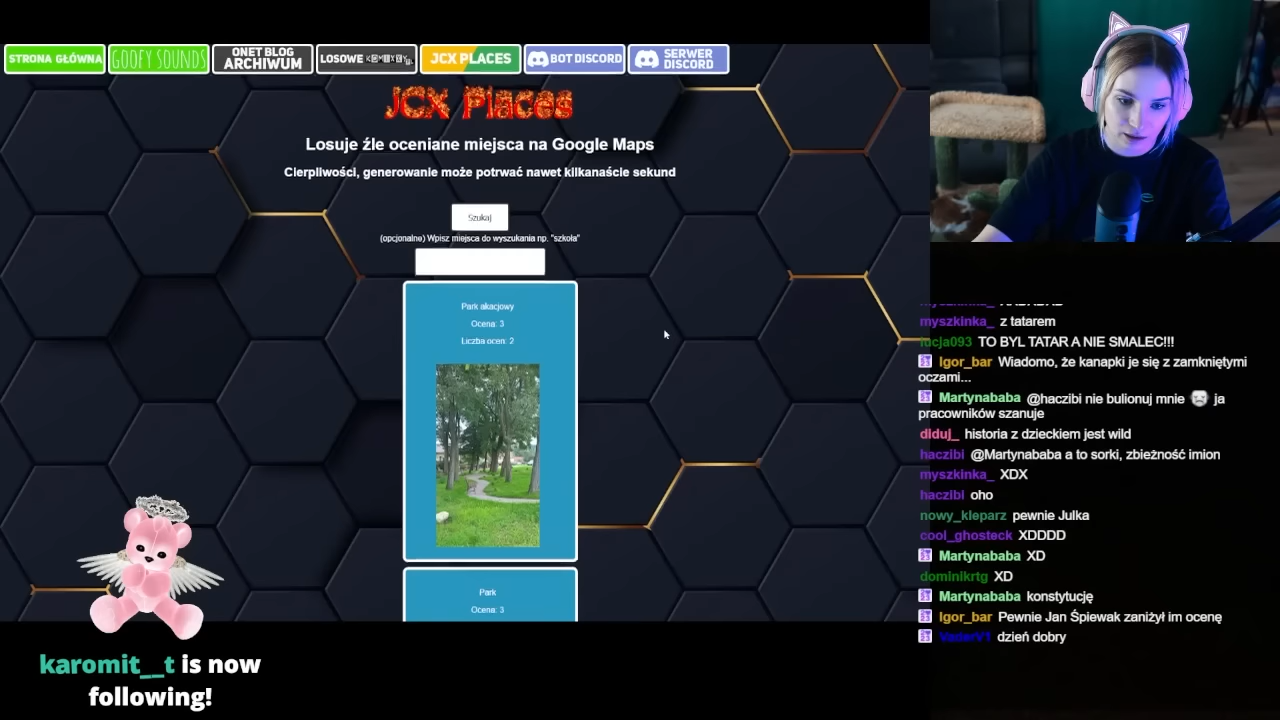 STRONA GŁÓWNA
GOOFY SOUNDS
ONET BLOG
ARCHIWUM
LOSOWE
JCX PLACES
BOT DISCORD
SERWER
DISCORD
JCX Places
Losuje źle oceniane miejsca na Google Maps
Cierpliwości, generowanie może potrwać nawet kilkanaście sekund
Szukaj
(opcjonalne) Wpisz miejsca do wyszukania np. "szkoła"
Park akacjowy
Ocena: 3
Liczba ocen: 2
Park
Ocena: 3
karomit__t is now
following!
myszkinka_
myszkinka_ z tatarem
lucja093 TO BYL TATAR A NIE SMALEC!!!
Igor_bar Wiadomo, że kanapki je się z zamkniętymi
oczami...
Martynababa @haczibi nie bulionuj mnie ja
pracowników szanuje
diduj_ historia z dzieckiem jest wild
haczibi @Martynababa a to sorki, zbieżność imion
myszkinka_ XDX
haczibi oho
nowy_kleparz pewnie Julka
cool_ghosteck XDDDD
Martynababa XD
dominikrtg XD
Martynababa konstytucję
Igor_bar Pewnie Jan Śpiewak zaniżył im ocenę
VaderV1 dzień dobry